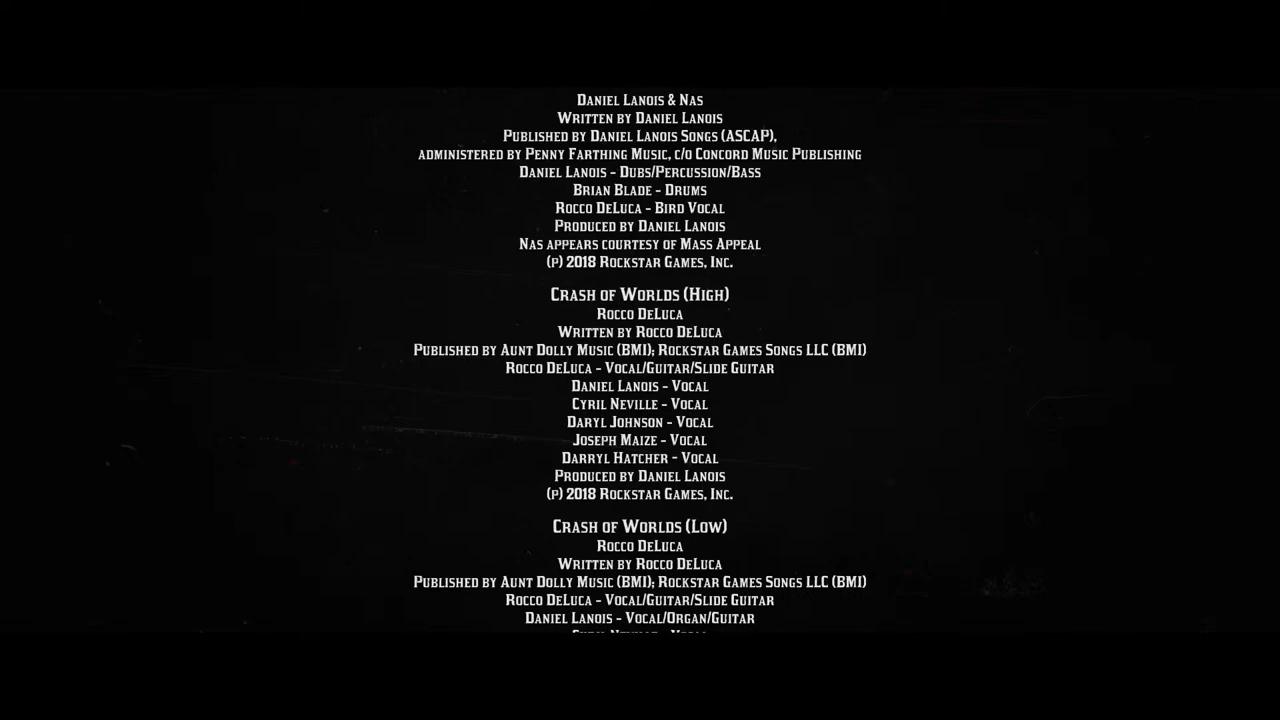 Daniel Lanois & Nas
Written by Daniel Lanois
Published by Daniel Lanois Songs (ASCAP),
administered by Penny Farthing Music, c/o Concord Music Publishing
Daniel Lanois - Dubs/Percussion/Bass
Brian Blade - Drums
Rocco DeLuca - Bird Vocal
Produced by Daniel Lanois
Nas appears courtesy of Mass Appeal
(p) 2018 Rockstar Games, Inc.
Crash of Worlds (High)
Rocco DeLuca
Written by Rocco DeLuca
Published by Aunt Dolly Music (BMI); Rockstar Games Songs LLC (BMI)
Rocco DeLuca - Vocal/Guitar/Slide Guitar
Daniel Lanois - Vocal
Cyril Neville - Vocal
Daryl Johnson - Vocal
Joseph Maize - Vocal
Darryl Hatcher - Vocal
Produced by Daniel Lanois
(p) 2018 Rockstar Games, Inc.
Crash of Worlds (Low)
Rocco DeLuca
Written by Rocco DeLuca
Published by Aunt Dolly Music (BMI); Rockstar Games Songs LLC (BMI)
Rocco DeLuca - Vocal/Guitar/Slide Guitar
Daniel Lanois - Vocal/Organ/Guitar